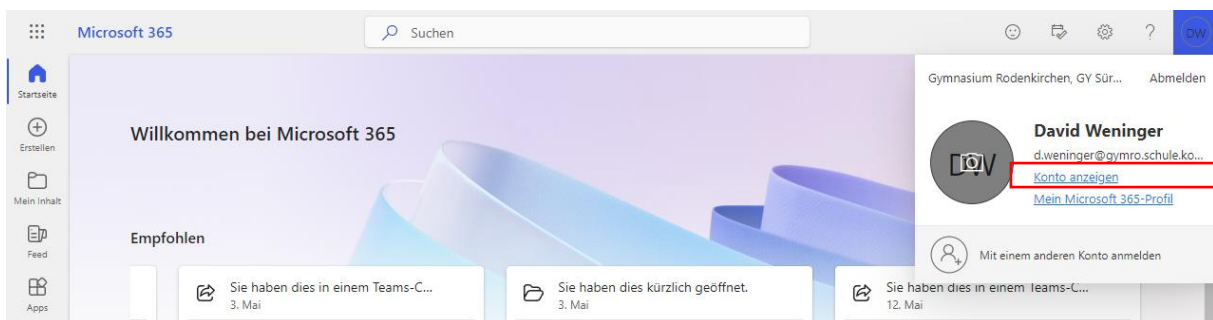 Microsoft 365
Suchen
DW
Startseite
Erstellen
Mein Inhalt
Feed
Apps
Willkommen bei Microsoft 365
Empfohlen
Sie haben dies in einem Teams-C...
3. Mai
Sie haben dies kürzlich geöffnet.
3. Mai
Sie haben dies in einem Teams-C...
12. Mai
Gymnasium Rodenkirchen, GY Sür...
Abmelden
DW
David Weninger
d.weninger@gymro.schule.ko...
Konto anzeigen
Mein Microsoft 365-Profil
Mit einem anderen Konto anmelden